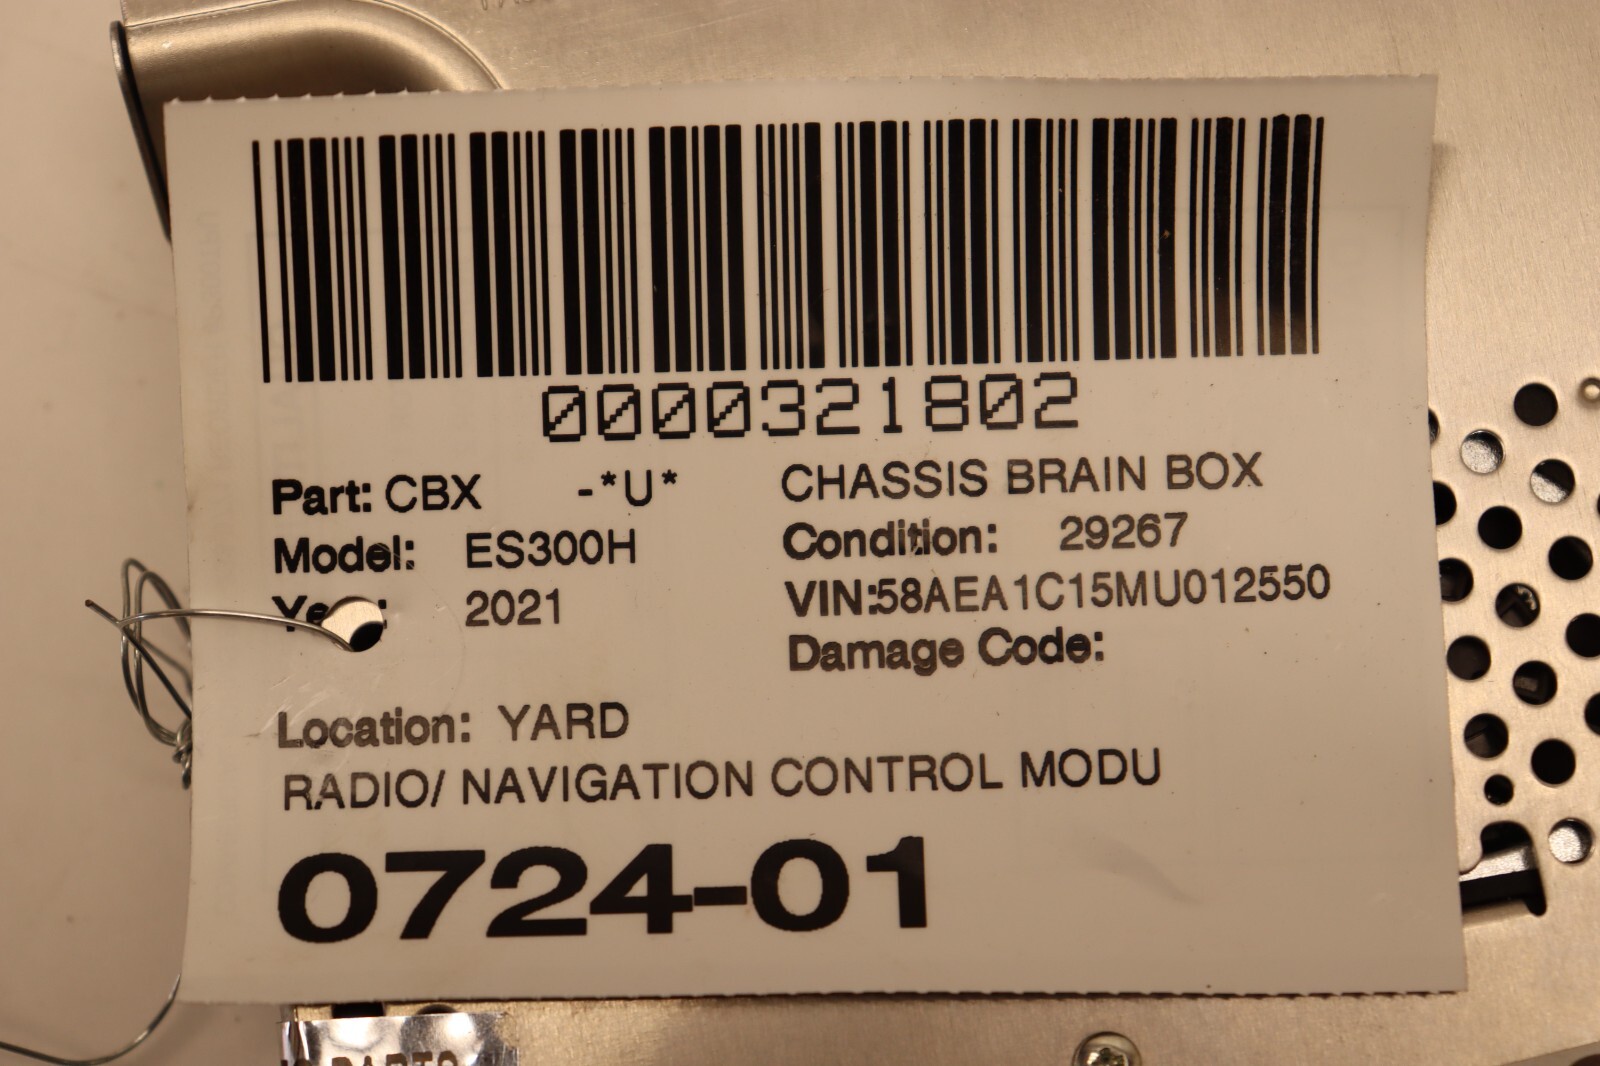 0000321802
Part: CBX -*U* CHASSIS BRAIN BOX
Model: ES300H Condition: 29267
2021 VIN:58AEA1C15MU012550
Damage Code:
Location: YARD
RADIO/ NAVIGATION CONTROL MODU
0724-01
PARTS